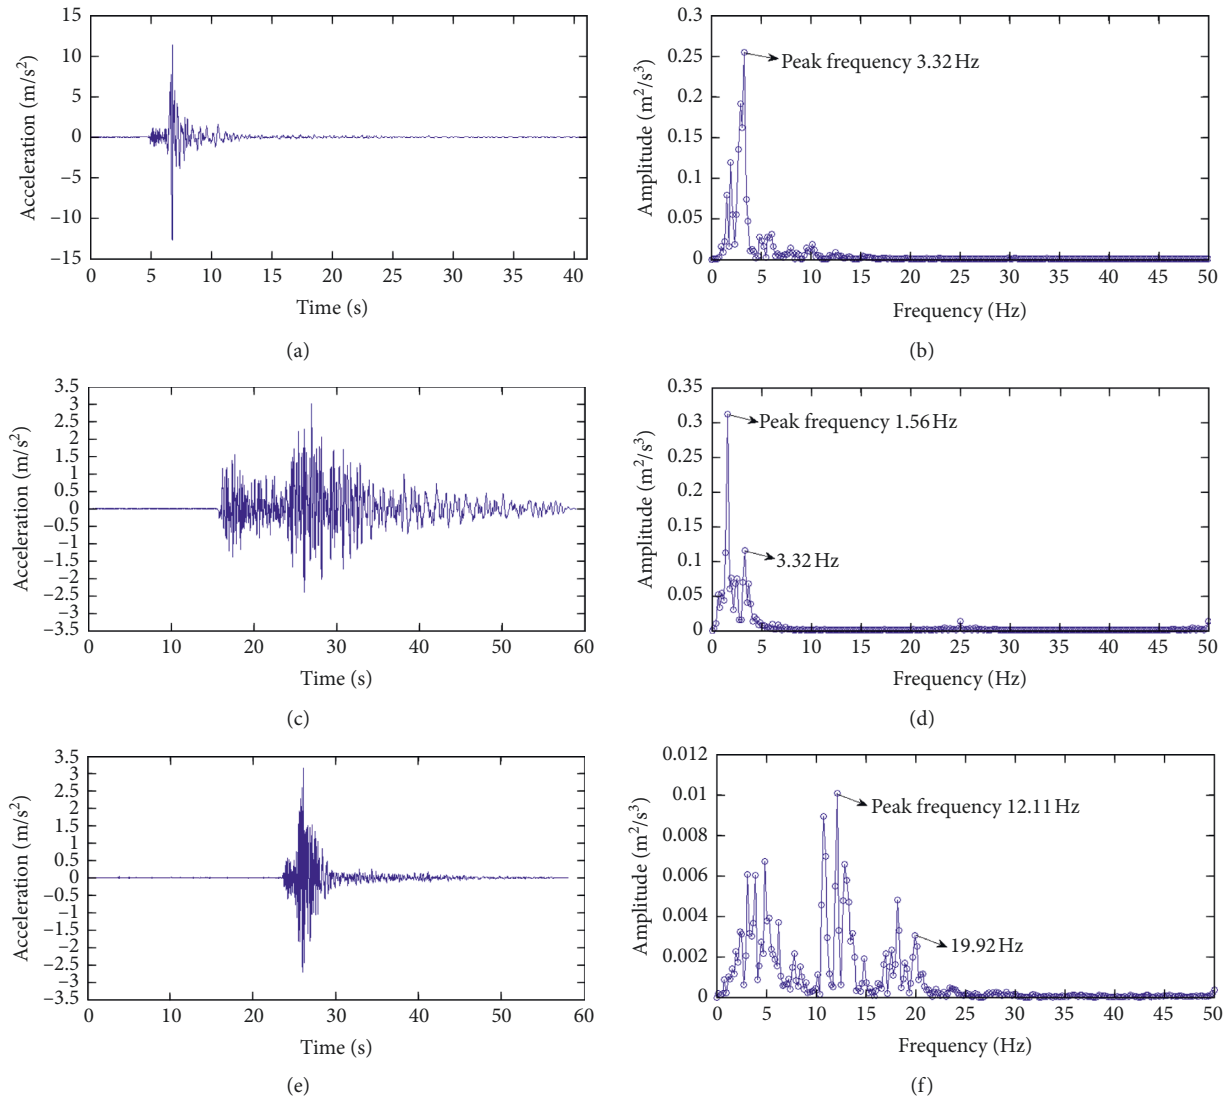 Acceleration (m/s²)
15
10
5
0
−5
−10
−15
0 5 10 15 20 25 30 35 40
Time (s)
(a)
Amplitude (m²/s³)
0.3
0.25
0.2
0.15
0.1
0.05
0
Peak frequency 3.32 Hz
0 5 10 15 20 25 30 35 40 45 50
Frequency (Hz)
(b)
Acceleration (m/s²)
3.5
3
2.5
2
1.5
1
0.5
0
−0.5
−1
−1.5
−2
−2.5
−3
−3.5
0 10 20 30 40 50 60
Time (s)
(c)
Amplitude (m²/s³)
0.35
0.3
0.25
0.2
0.15
0.1
0.05
0
Peak frequency 1.56 Hz
3.32 Hz
0 5 10 15 20 25 30 35 40 45 50
Frequency (Hz)
(d)
Acceleration (m/s²)
3.5
3
2.5
2
1.5
1
0.5
0
−0.5
−1
−1.5
−2
−2.5
−3
−3.5
0 10 20 30 40 50 60
Time (s)
(e)
Amplitude (m²/s³)
0.012
0.01
0.008
0.006
0.004
0.002
0
Peak frequency 12.11 Hz
19.92 Hz
0 5 10 15 20 25 30 35 40 45 50
Frequency (Hz)
(f)